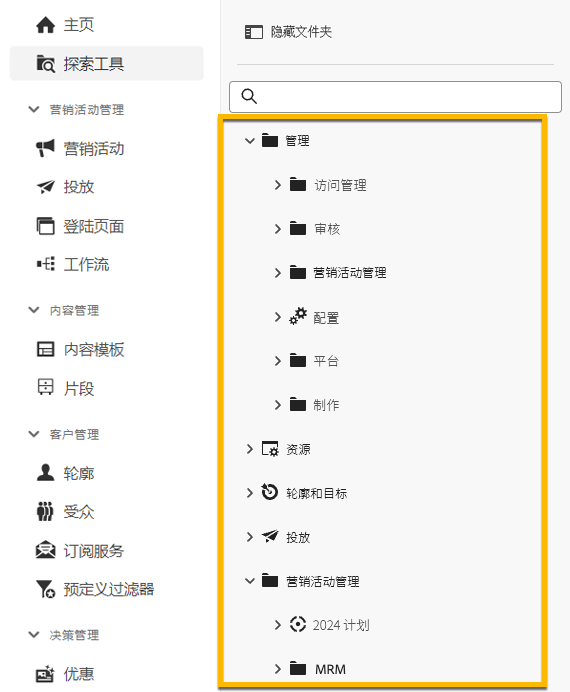 主页
探索工具
营销活动管理
营销活动
投放
登陆页面
工作流
内容管理
内容模板
片段
客户管理
轮廓
受众
订阅服务
预定义过滤器
决策管理
优惠
隐藏文件夹
管理
访问管理
审核
营销活动管理
配置
平台
制作
资源
轮廓和目标
投放
营销活动管理
2024 计划
MRM